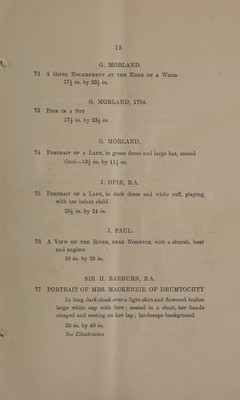 13
G. MORLAND.
72 A Gipsy Encampment at the Edge of a Wood
17½ in. by 23½ in.
G. MORLAND, 1794.
73 Pigs in a Sty
17½ in. by 23½ in.
G. MORLAND.
74 Portrait of a Lady, in green dress and large hat, seated
Oval—13½ in. by 11½ in.
J. OPIE, R.A.
75 Portrait of a Lady, in dark dress and white ruff, playing
with her infant child
29½ in. by 24 in.
J. PAUL.
76 A View on the River, near Norwich, with a church, boat
and anglers
28 in. by 39 in.
SIR H. RAEBURN, R.A.
77 PORTRAIT OF MRS. MACKENZIE OF DRUMTOCHTY
In long dark cloak over a light skirt and flowered bodice
large white cap with bow; seated in a chair, her hands
clasped and resting on her lap; landscape background
50 in. by 40 in.
See Illustration